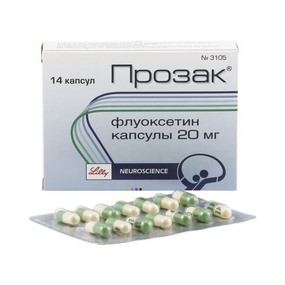 № 3105
14 капсул
Прозак®
флуоксетин
капсулы 20 мг
Lilly
NEUROSCIENCE